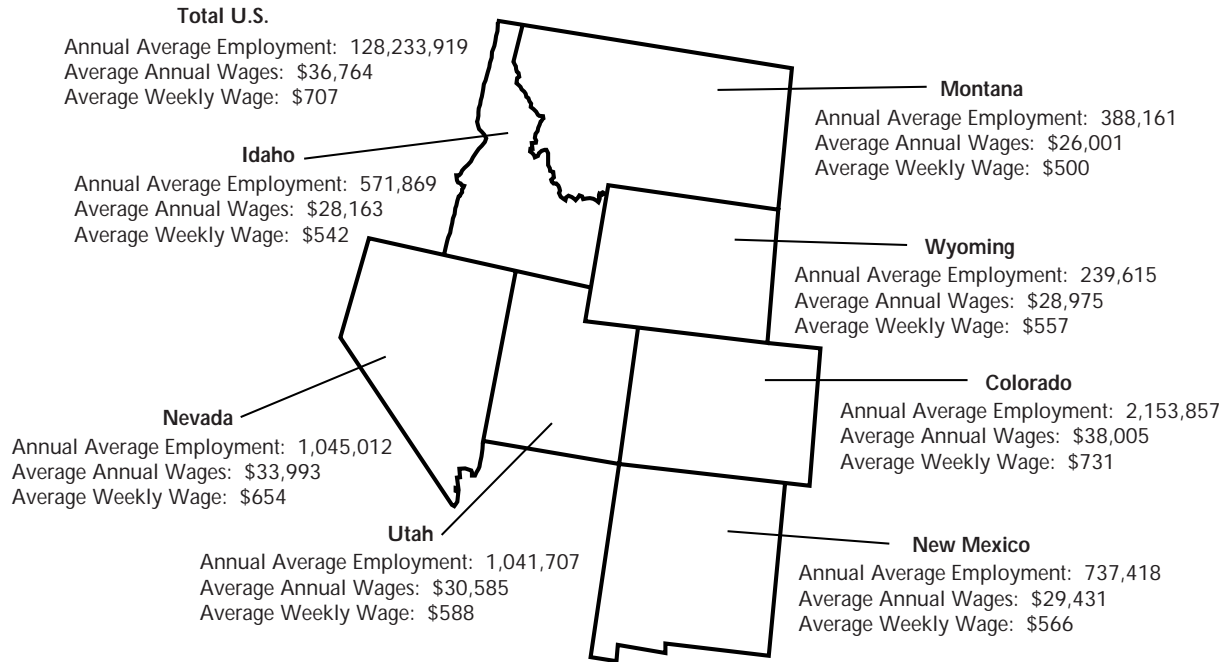 Total U.S.
Annual Average Employment: 128,233,919
Average Annual Wages: $36,764
Average Weekly Wage: $707
Montana
Annual Average Employment: 388,161
Average Annual Wages: $26,001
Average Weekly Wage: $500
Idaho
Annual Average Employment: 571,869
Average Annual Wages: $28,163
Average Weekly Wage: $542
Wyoming
Annual Average Employment: 239,615
Average Annual Wages: $28,975
Average Weekly Wage: $557
Colorado
Annual Average Employment: 2,153,857
Average Annual Wages: $38,005
Average Weekly Wage: $731
Nevada
Annual Average Employment: 1,045,012
Average Annual Wages: $33,993
Average Weekly Wage: $654
Utah
Annual Average Employment: 1,041,707
Average Annual Wages: $30,585
Average Weekly Wage: $588
New Mexico
Annual Average Employment: 737,418
Average Annual Wages: $29,431
Average Weekly Wage: $566